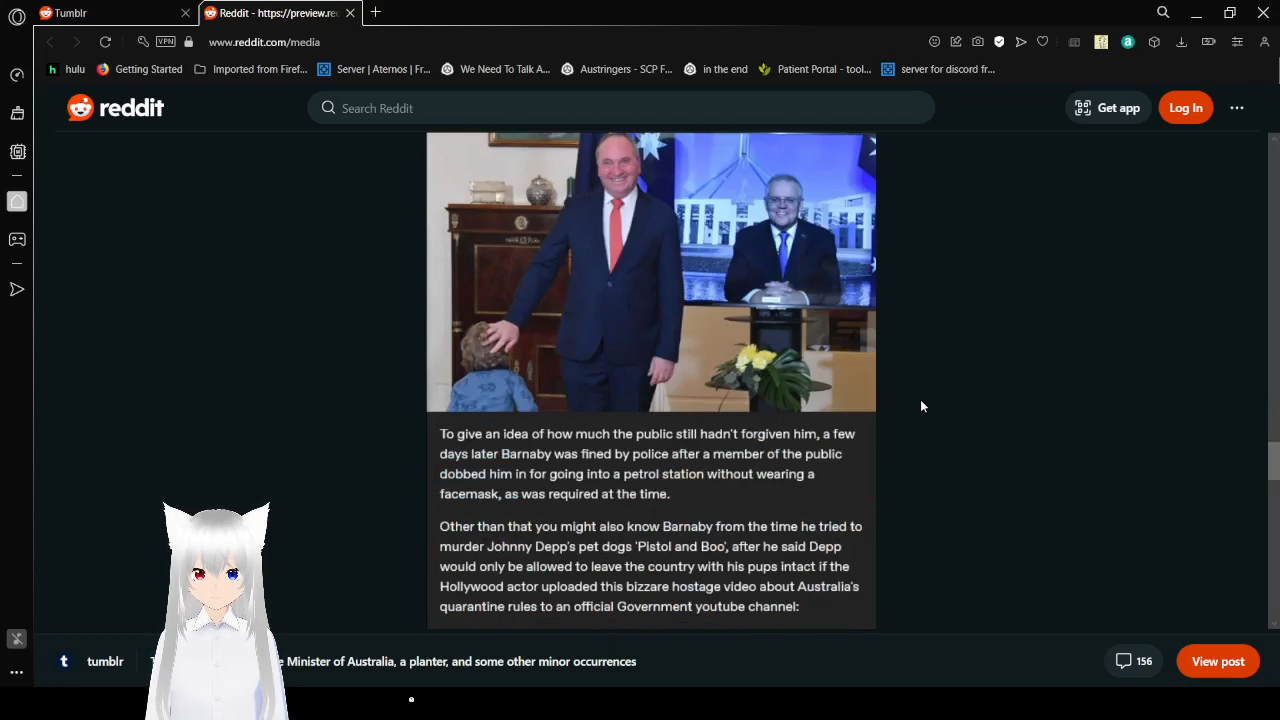 Tumblr
Reddit - https://preview.re
VPN
www.reddit.com/media
hulu
Getting Started
Imported from Firef...
Server | Aternos | Fr...
We Need To Talk A...
Austringers - SCP F...
in the end
Patient Portal - tool...
server for discord fr...
reddit
Search Reddit
Get app
Log In
To give an idea of how much the public still hadn't forgiven him, a few
days later Barnaby was fined by police after a member of the public
dobbed him in for going into a petrol station without wearing a
facemask, as was required at the time.
Other than that you might also know Barnaby from the time he tried to
murder Johnny Depp's pet dogs 'Pistol and Boo', after he said Depp
would only be allowed to leave the country with his pups intact if the
Hollywood actor uploaded this bizzare hostage video about Australia's
quarantine rules to an official Government youtube channel:
tumblr
Minister of Australia, a planter, and some other minor occurrences
156
View post